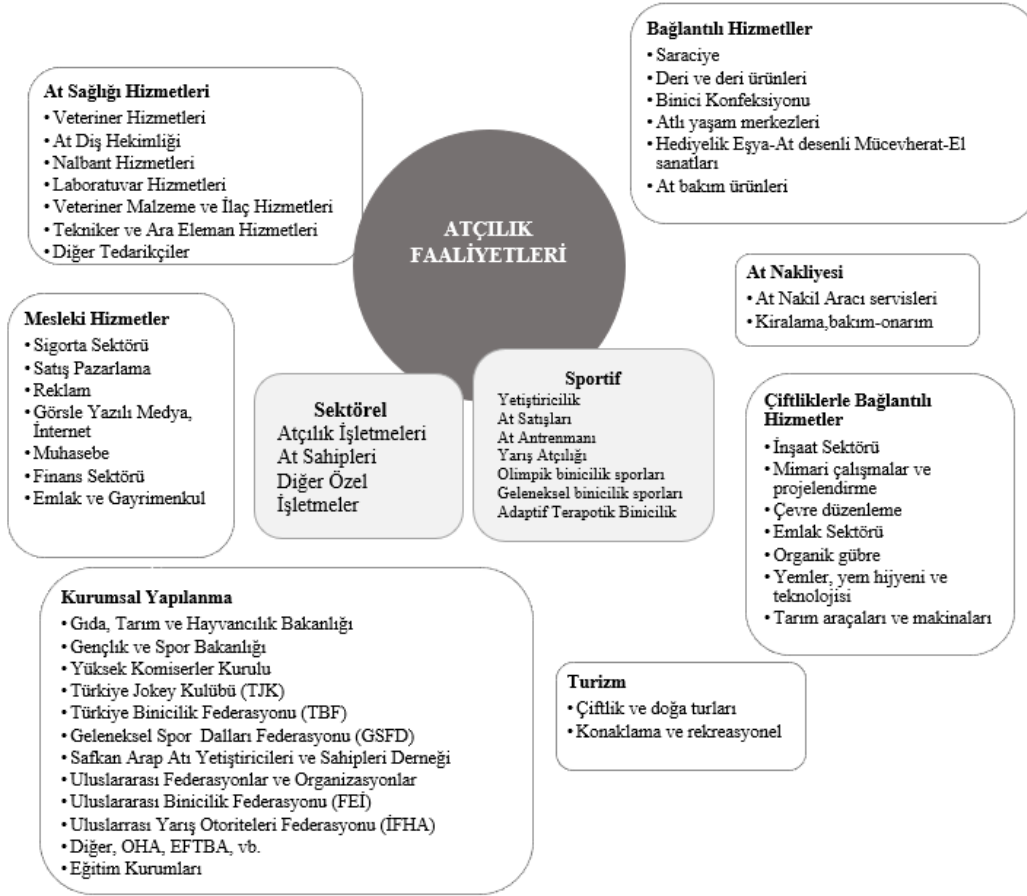 At Sağlığı Hizmetleri
• Veteriner Hizmetleri
• At Diş Hekimliği
• Nalbant Hizmetleri
• Laboratuvar Hizmetleri
• Veteriner Malzeme ve İlaç Hizmetleri
• Tekniker ve Ara Eleman Hizmetleri
• Diğer Tedarikçiler
ATÇILIK
FAALİYETLERİ
Bağlantılı Hizmetller
• Saraciye
• Deri ve deri ürünleri
• Binici Konfeksiyonu
• Atlı yaşam merkezleri
• Hediyelik Eşya-At desenli Mücevherat-El
sanatları
• At bakım ürünleri
At Nakliyesi
• At Nakil Aracı servisleri
• Kiralama,bakım-onarım
Mesleki Hizmetler
• Sigorta Sektörü
• Satış Pazarlama
• Reklam
• Görsle Yazılı Medya,
İnternet
• Muhasebe
• Finans Sektörü
• Emlak ve Gayrimenkul
Sektörel
Atçılık İşletmeleri
At Sahipleri
Diğer Özel
İşletmeler
Sportif
Yetiştiricilik
At Satışları
At Antrenmanı
Yarış Atçılığı
Olimpik binicilik sporları
Geleneksel binicilik sporları
Adaptif Terapotik Binicilik
Çiftliklerle Bağlantılı
Hizmetler
• İnşaat Sektörü
• Mimari çalışmalar ve
projelendirme
• Çevre düzenleme
• Emlak Sektörü
• Organik gübre
• Yemler, yem hijyeni ve
teknolojisi
• Tarım araçaları ve makinaları
Kurumsal Yapılanma
• Gıda, Tarım ve Hayvancılık Bakanlığı
• Gençlik ve Spor Bakanlığı
• Yüksek Komiserler Kurulu
• Türkiye Jokey Kulübü (TJK)
• Türkiye Binicilik Federasyonu (TBF)
• Geleneksel Spor Dalları Federasyonu (GSFD)
• Safkan Arap Atı Yetiştiricileri ve Sahipleri Derneği
• Uluslararası Federasyonlar ve Organizasyonlar
• Uluslararası Binicilik Federasyonu (FEİ)
• Uluslarrası Yarış Otoriteleri Federasyonu (İFHA)
• Diğer, OHA, EFTBA, vb.
• Eğitim Kurumları
Turizm
• Çiftlik ve doğa turları
• Konaklama ve rekreasyonel